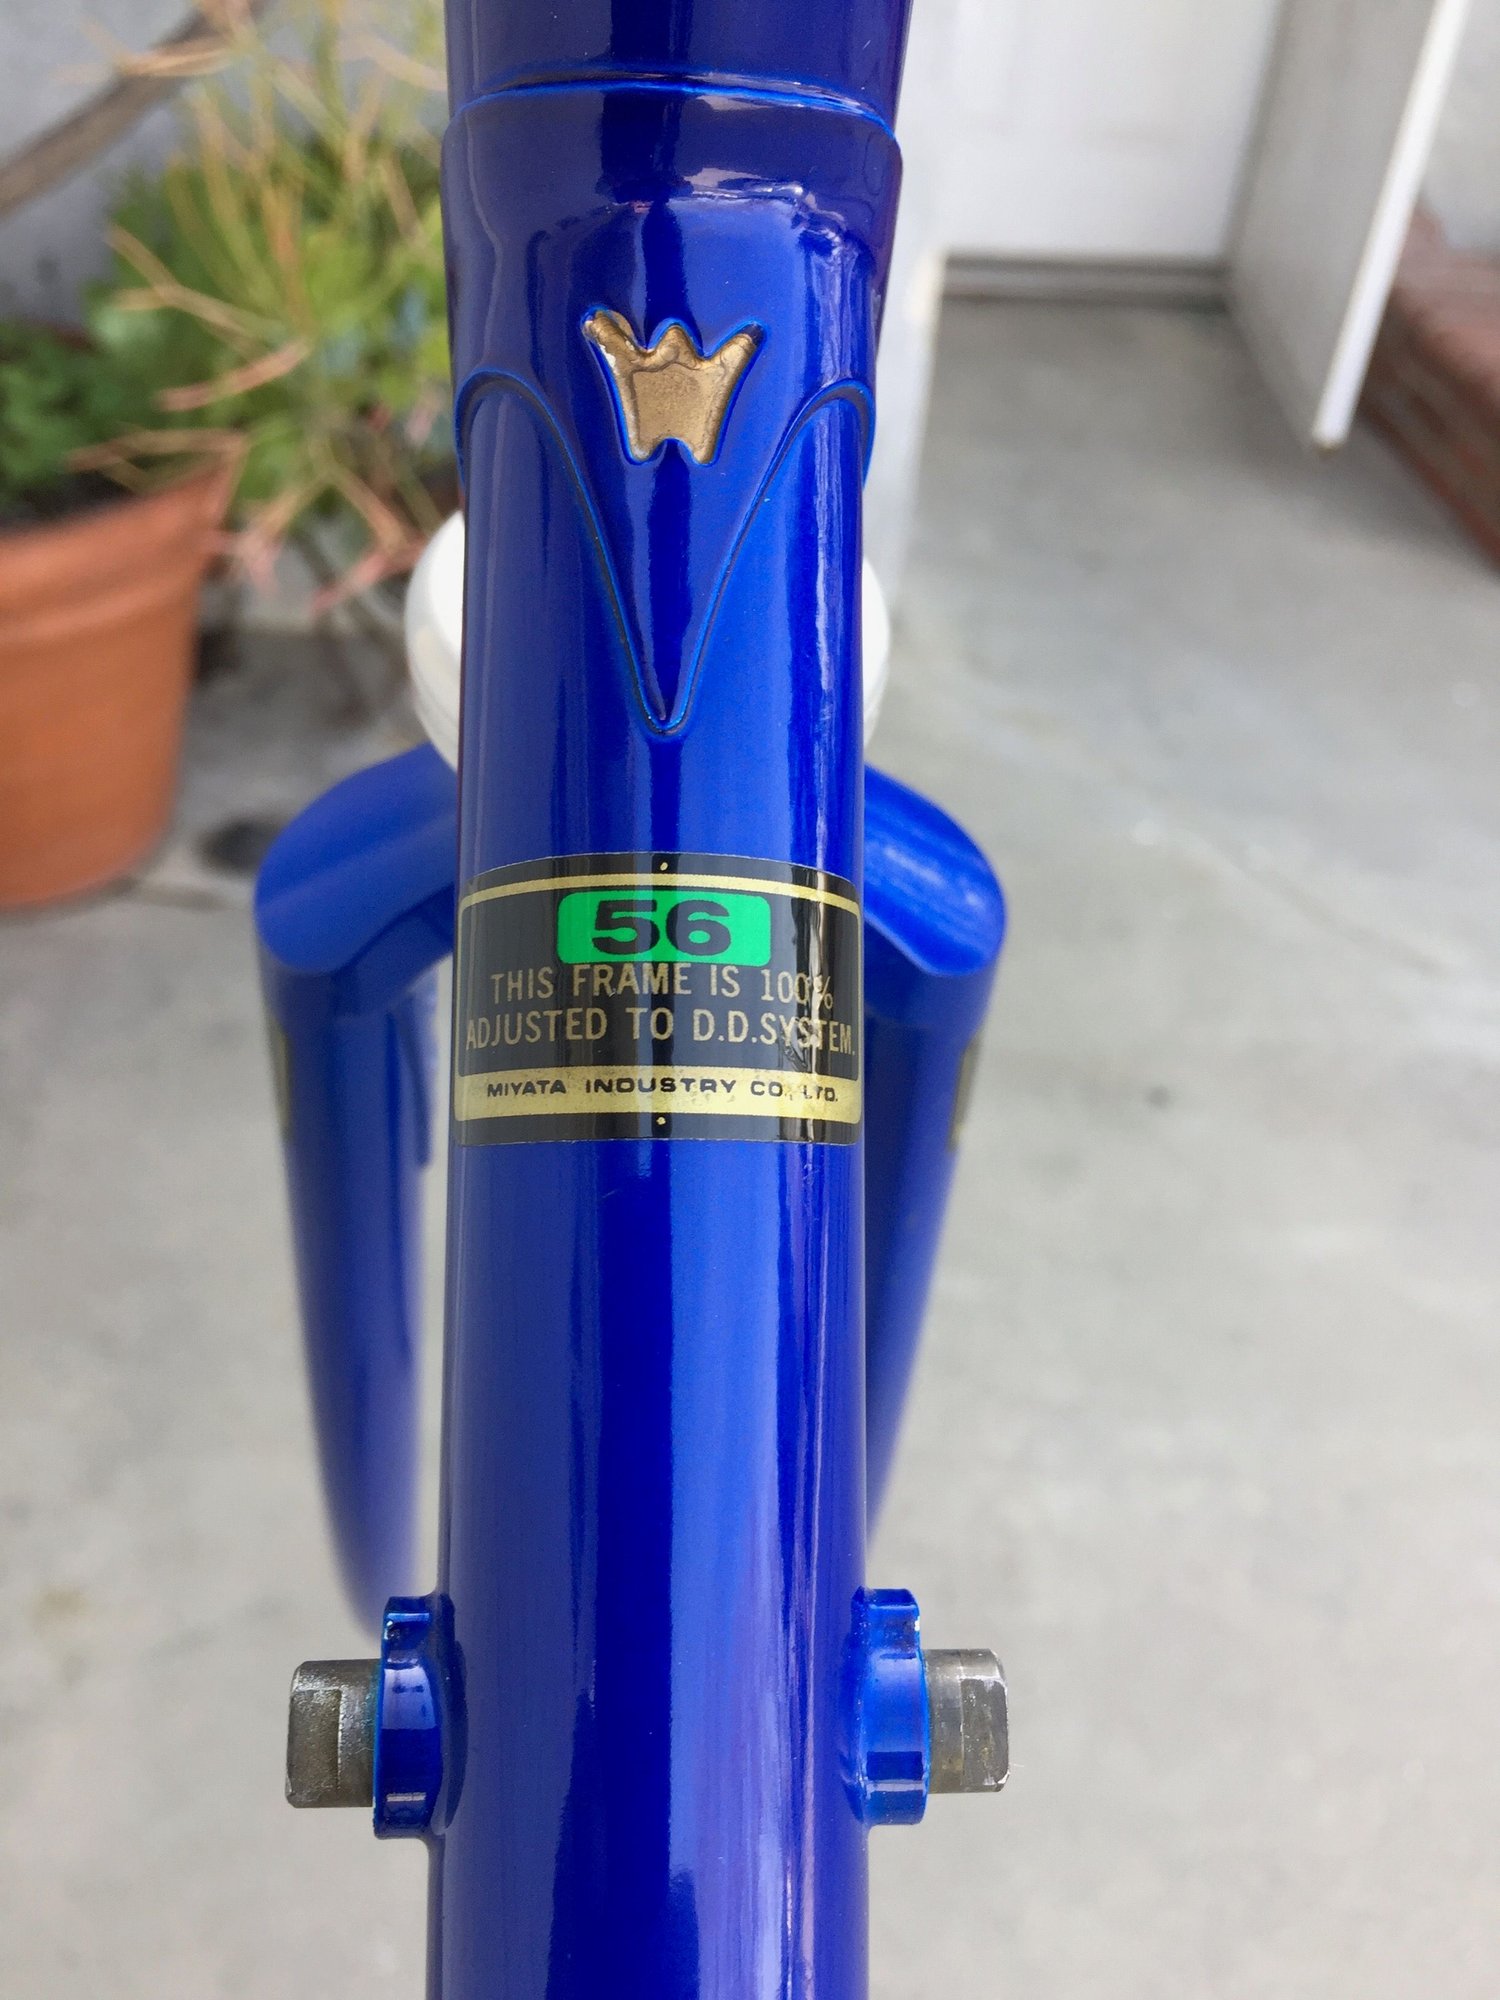 56
THIS FRAME IS 100%
ADJUSTED TO D.D.SYSTEM.
MIYATA INDUSTRY CO., LTD.